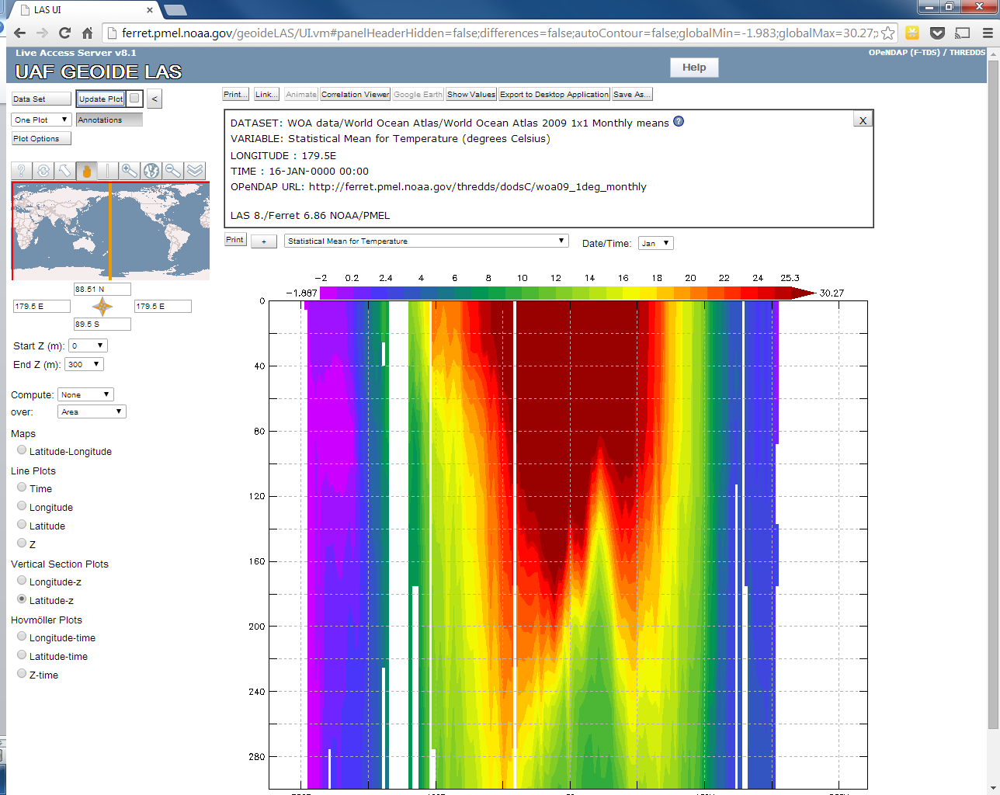 LAS UI
ferret.pmel.noaa.gov/geoideLAS/UI.vm#panelHeaderHidden=false;differences=false;autoContour=false;globalMin=-1.983;globalMax=30.27;
Live Access Server v8.1
OPeNDAP (F-TDS) / THREDDS
UAF GEOIDE LAS
Help
Data Set
Update Plot
<
Print...
Link...
Animate
Correlation Viewer
Google Earth
Show Values
Export to Desktop Application
Save As...
One Plot
Annotations
Plot Options
DATASET: WOA data/World Ocean Atlas/World Ocean Atlas 2009 1x1 Monthly means ?
X
VARIABLE: Statistical Mean for Temperature (degrees Celsius)
LONGITUDE : 179.5E
TIME : 16-JAN-0000 00:00
OPeNDAP URL: http://ferret.pmel.noaa.gov/thredds/dodsC/woa09_1deg_monthly
LAS 8./Ferret 6.86 NOAA/PMEL
Print
+
Statistical Mean for Temperature
Date/Time:
Jan
88.51 N
179.5 E
179.5 E
89.5 S
Start Z (m): 0
End Z (m): 300
Compute: None
over: Area
Maps
Latitude-Longitude
Line Plots
Time
Longitude
Latitude
Z
Vertical Section Plots
Longitude-z
Latitude-z
Hovmöller Plots
Longitude-time
Latitude-time
Z-time
-2 0.2 2.4 4 6 8 10 12 14 16 18 20 22 24 25.3
-1.887
30.27
0
40
80
120
160
200
240
280